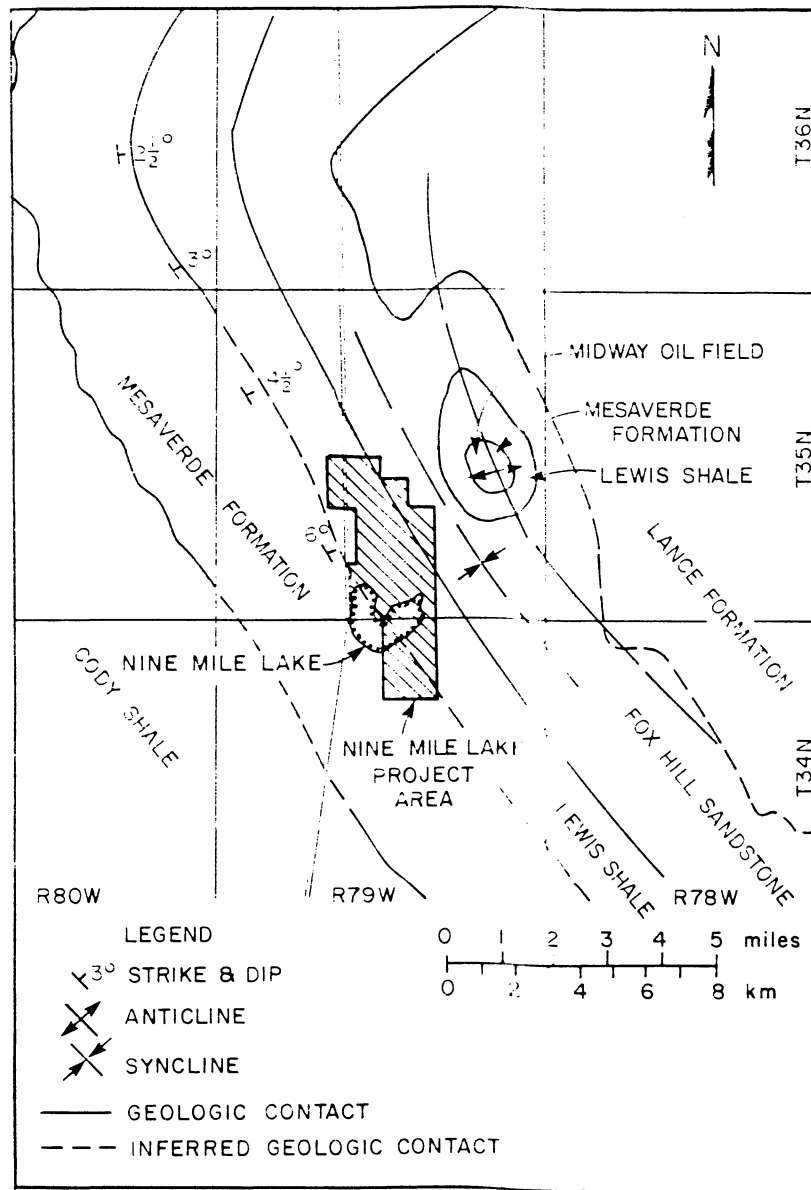 N
T36N
2½°
3°
2½°
MIDWAY OIL FIELD
MESAVERDE
FORMATION
LEWIS SHALE
T35N
MESAVERDE FORMATION
6°
LANCE FORMATION
NINE MILE LAKE
CODY SHALE
NINE MILE LAKE
PROJECT
AREA
FOX HILL SANDSTONE
T34N
LEWIS SHALE
R80W
R79W
R78W
LEGEND
3° STRIKE & DIP
ANTICLINE
SYNCLINE
GEOLOGIC CONTACT
INFERRED GEOLOGIC CONTACT
0 1 2 3 4 5 miles
0 2 4 6 8 km